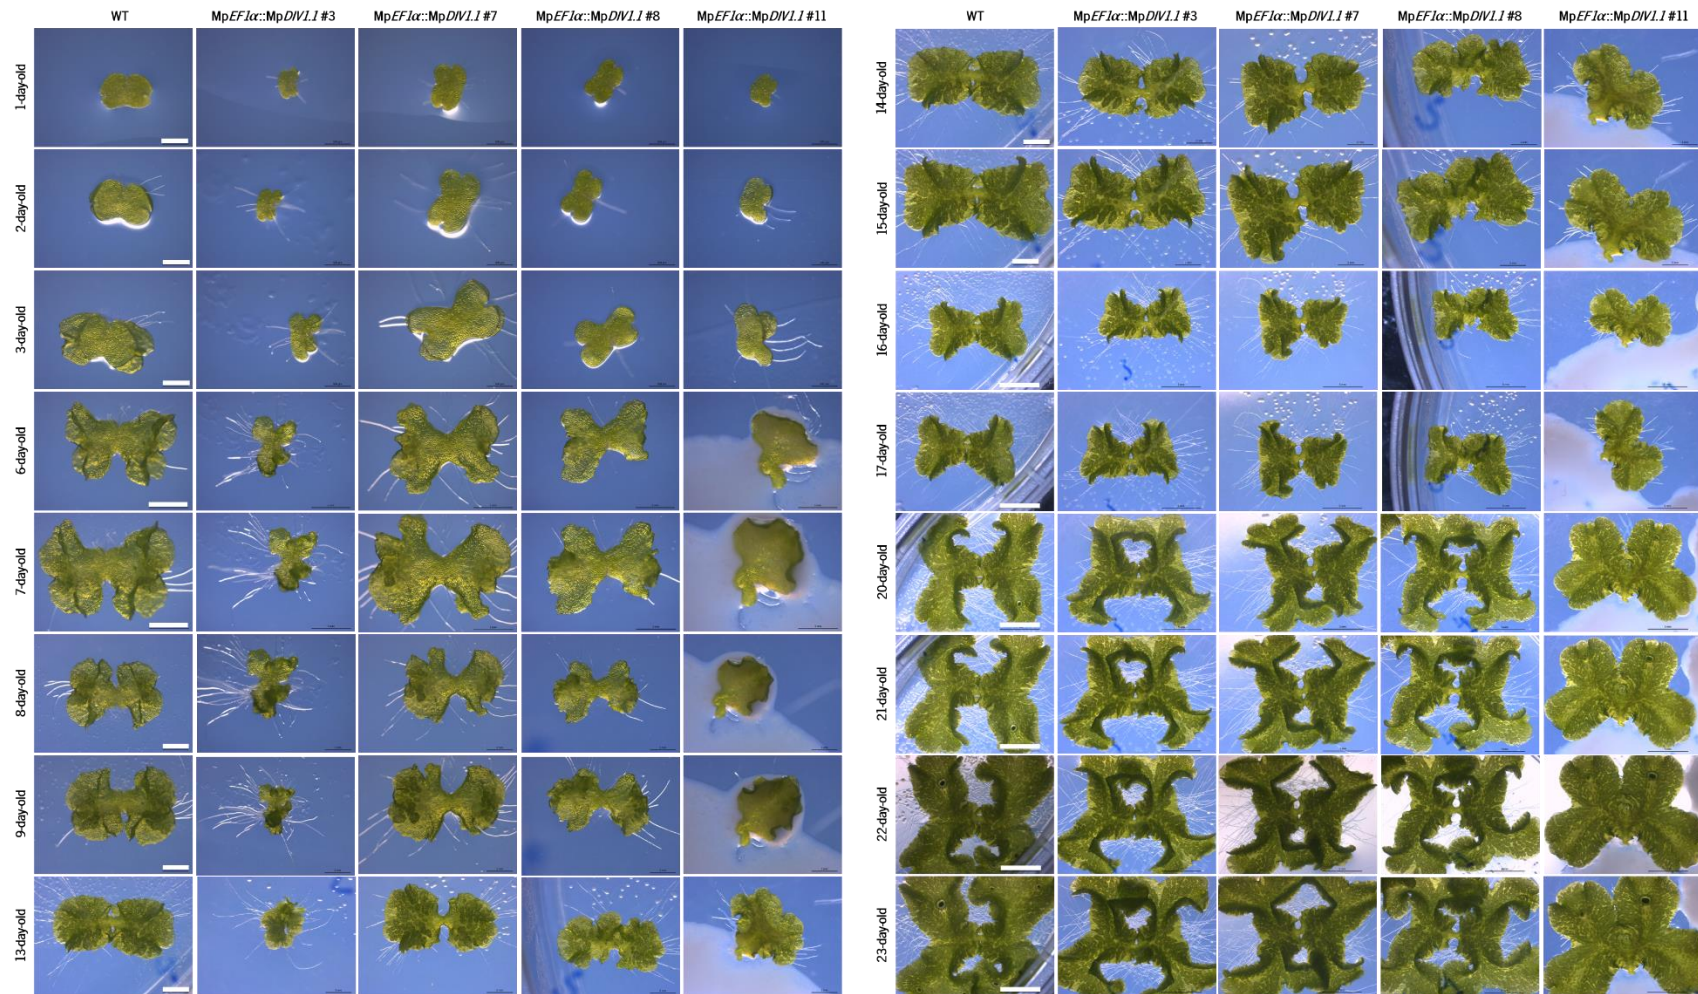 WT MpEF1α::MpDIV1.1 #3 MpEF1α::MpDIV1.1 #7 MpEF1α::MpDIV1.1 #8 MpEF1α::MpDIV1.1 #11
1-day-old
2-day-old
3-day-old
6-day-old
7-day-old
8-day-old
9-day-old
13-day-old
WT MpEF1α::MpDIV1.1 #3 MpEF1α::MpDIV1.1 #7 MpEF1α::MpDIV1.1 #8 MpEF1α::MpDIV1.1 #11
14-day-old
15-day-old
16-day-old
17-day-old
20-day-old
21-day-old
22-day-old
23-day-old